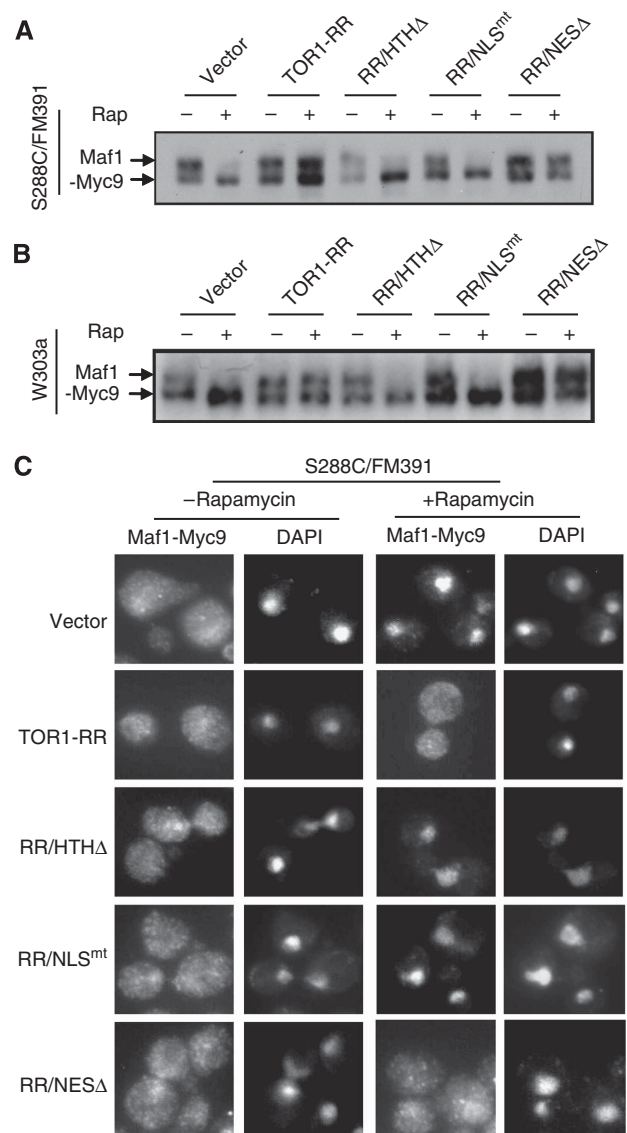 A
Vector TOR1-RR RR/HTHΔ RR/NLSmt RR/NESΔ
Rap − + − + − + − + − +
S288C/FM391
Maf1
-Myc9
B
Vector TOR1-RR RR/HTHΔ RR/NLSmt RR/NESΔ
Rap − + − + − + − + − +
W303a
Maf1
-Myc9
C
S288C/FM391
−Rapamycin +Rapamycin
Maf1-Myc9 DAPI Maf1-Myc9 DAPI
Vector
TOR1-RR
RR/HTHΔ
RR/NLSmt
RR/NESΔ